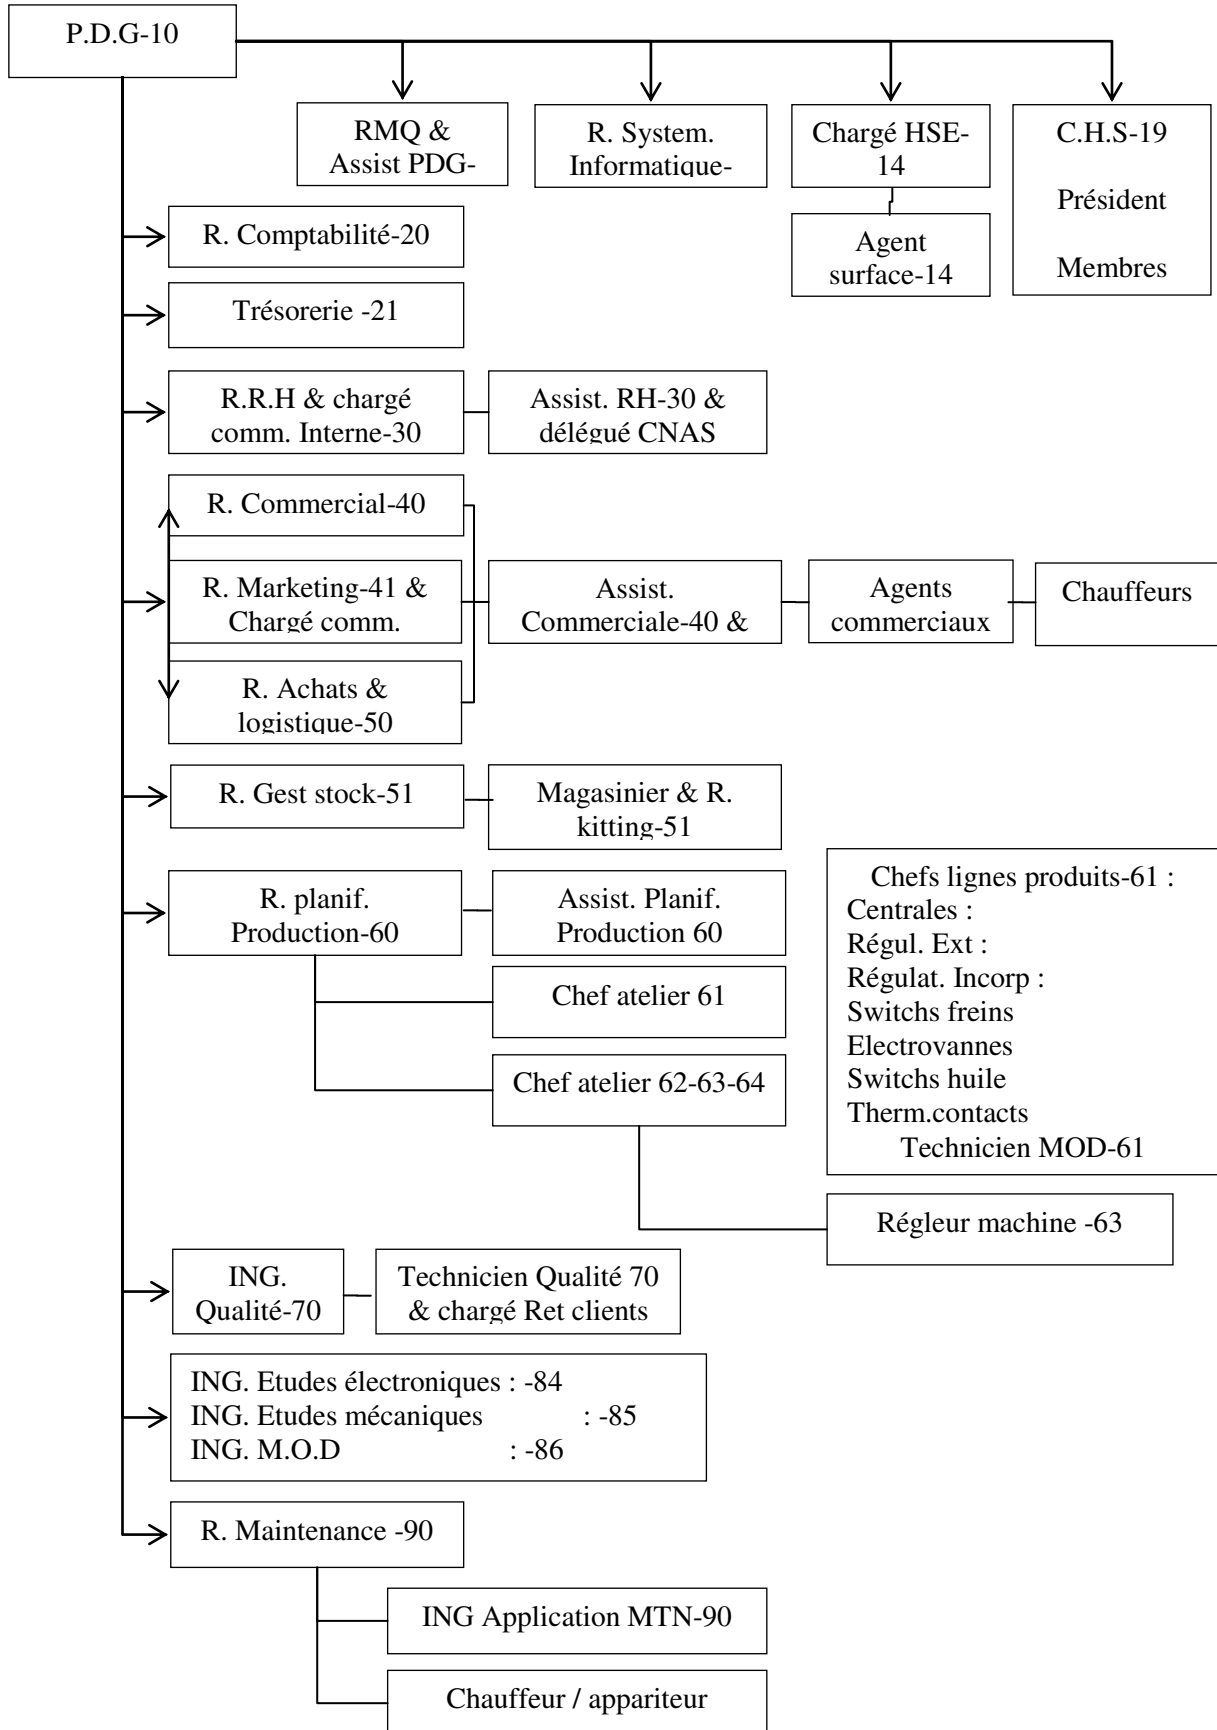 P.D.G-10
RMQ &
Assist PDG-
R. System.
Informatique-
Chargé HSE-
14
C.H.S-19
Président
Membres
Agent
surface-14
R. Comptabilité-20
Trésorerie -21
R.R.H & chargé
comm. Interne-30
Assist. RH-30 &
délégué CNAS
R. Commercial-40
R. Marketing-41 &
Chargé comm.
Assist.
Commerciale-40 &
Agents
commerciaux
Chauffeurs
R. Achats &
logistique-50
R. Gest stock-51
Magasinier & R.
kitting-51
R. planif.
Production-60
Assist. Planif.
Production 60
Chef atelier 61
Chef atelier 62-63-64
Chefs lignes produits-61 :
Centrales :
Régul. Ext :
Régulat. Incorp :
Switchs freins
Electrovannes
Switchs huile
Therm.contacts
Technicien MOD-61
Régleur machine -63
ING.
Qualité-70
Technicien Qualité 70
& chargé Ret clients
ING. Etudes électroniques : -84
ING. Etudes mécaniques : -85
ING. M.O.D : -86
R. Maintenance -90
ING Application MTN-90
Chauffeur / appariteur